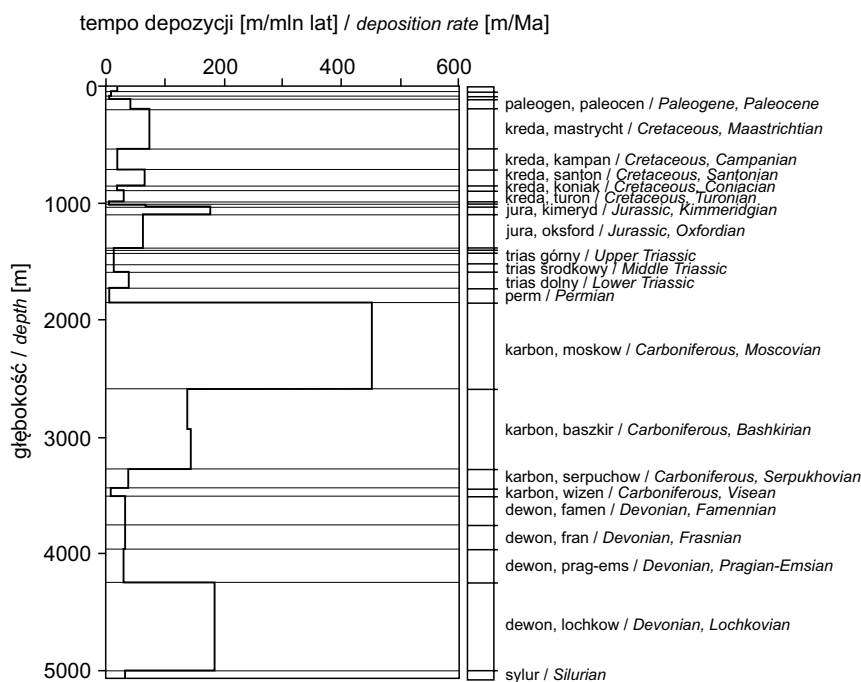 tempo depozycji [m/mln lat] / deposition rate [m/Ma]
0 200 400 600
0
1000
2000
3000
4000
5000
głębokość / depth [m]
paleogen, paleocen / Paleogene, Paleocene
kreda, mastrycht / Cretaceous, Maastrichtian
kreda, kampan / Cretaceous, Campanian
kreda, santon / Cretaceous, Santonian
kreda, koniak / Cretaceous, Coniacian
kreda, turon / Cretaceous, Turonian
jura, kimeryd / Jurassic, Kimmeridgian
jura, oksford / Jurassic, Oxfordian
trias górny / Upper Triassic
trias środkowy / Middle Triassic
trias dolny / Lower Triassic
perm / Permian
karbon, moskow / Carboniferous, Moscovian
karbon, baszkir / Carboniferous, Bashkirian
karbon, serpuchow / Carboniferous, Serpukhovian
karbon, wizen / Carboniferous, Visean
dewon, famen / Devonian, Famennian
dewon, fran / Devonian, Frasnian
dewon, prag-ems / Devonian, Pragian-Emsian
dewon, lochkow / Devonian, Lochkovian
sylur / Silurian